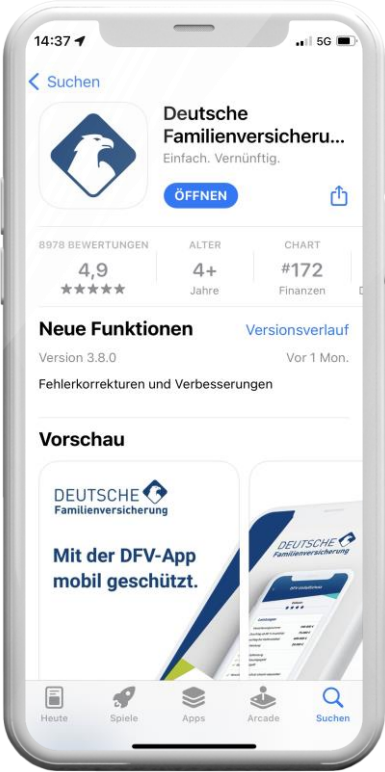 14:37
5G
Suchen
Deutsche
Familienversicheru...
Einfach. Vernünftig.
ÖFFNEN
8978 BEWERTUNGEN
4,9
★★★★★
ALTER
4+
Jahre
CHART
#172
Finanzen
Neue Funktionen
Versionsverlauf
Version 3.8.0
Vor 1 Mon.
Fehlerkorrekturen und Verbesserungen
Vorschau
DEUTSCHE
Familienversicherung
Mit der DFV-App
mobil geschützt.
DEUTSCHE
Familienversicherung
Heute
Spiele
Apps
Arcade
Suchen